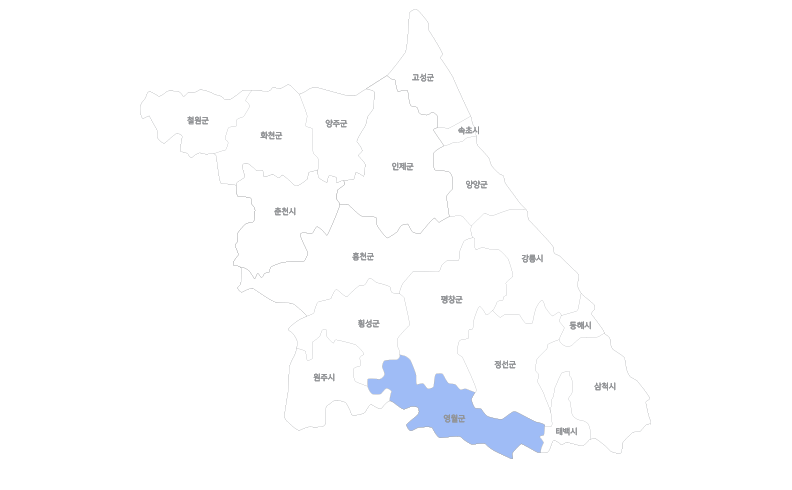 고성군
철원군
양주군
속초시
화천군
인제군
양양군
춘천시
홍천군
강릉시
평창군
횡성군
동해시
정선군
원주시
삼척시
영월군
태백시